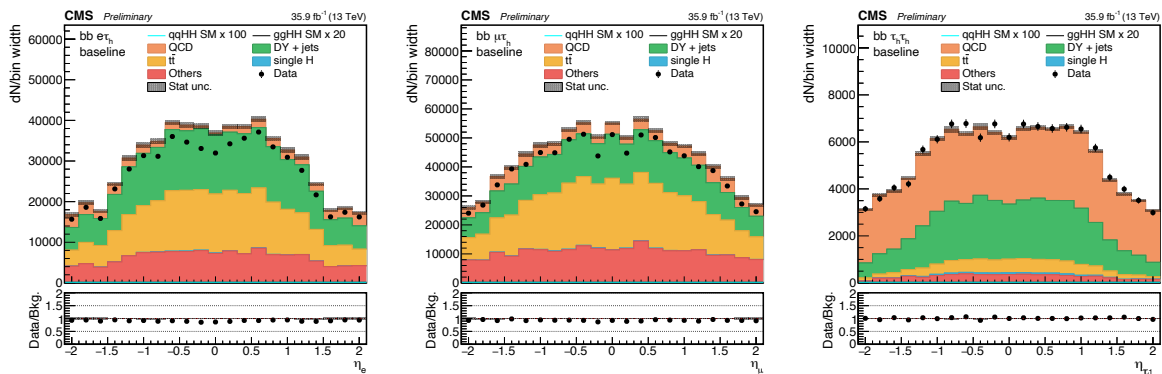 CMS Preliminary 35.9 fb⁻¹ (13 TeV)
bb eτ_h
baseline
qqHH SM x 100
ggHH SM x 20
QCD
DY + jets
tt̄
single H
Others
Data
Stat unc.
dN/bin width
60000
50000
40000
30000
20000
10000
0
Data/Bkg.
2
1.5
1
0.5
0
−2 −1.5 −1 −0.5 0 0.5 1 1.5 2
η_e
CMS Preliminary 35.9 fb⁻¹ (13 TeV)
bb μτ_h
baseline
qqHH SM x 100
ggHH SM x 20
QCD
DY + jets
tt̄
single H
Others
Data
Stat unc.
dN/bin width
80000
70000
60000
50000
40000
30000
20000
10000
0
Data/Bkg.
2
1.5
1
0.5
0
−2 −1.5 −1 −0.5 0 0.5 1 1.5 2
η_μ
CMS Preliminary 35.9 fb⁻¹ (13 TeV)
bb τ_hτ_h
baseline
qqHH SM x 100
ggHH SM x 20
QCD
DY + jets
tt̄
single H
Others
Data
Stat unc.
dN/bin width
10000
8000
6000
4000
2000
0
Data/Bkg.
2
1.5
1
0.5
0
−2 −1.5 −1 −0.5 0 0.5 1 1.5 2